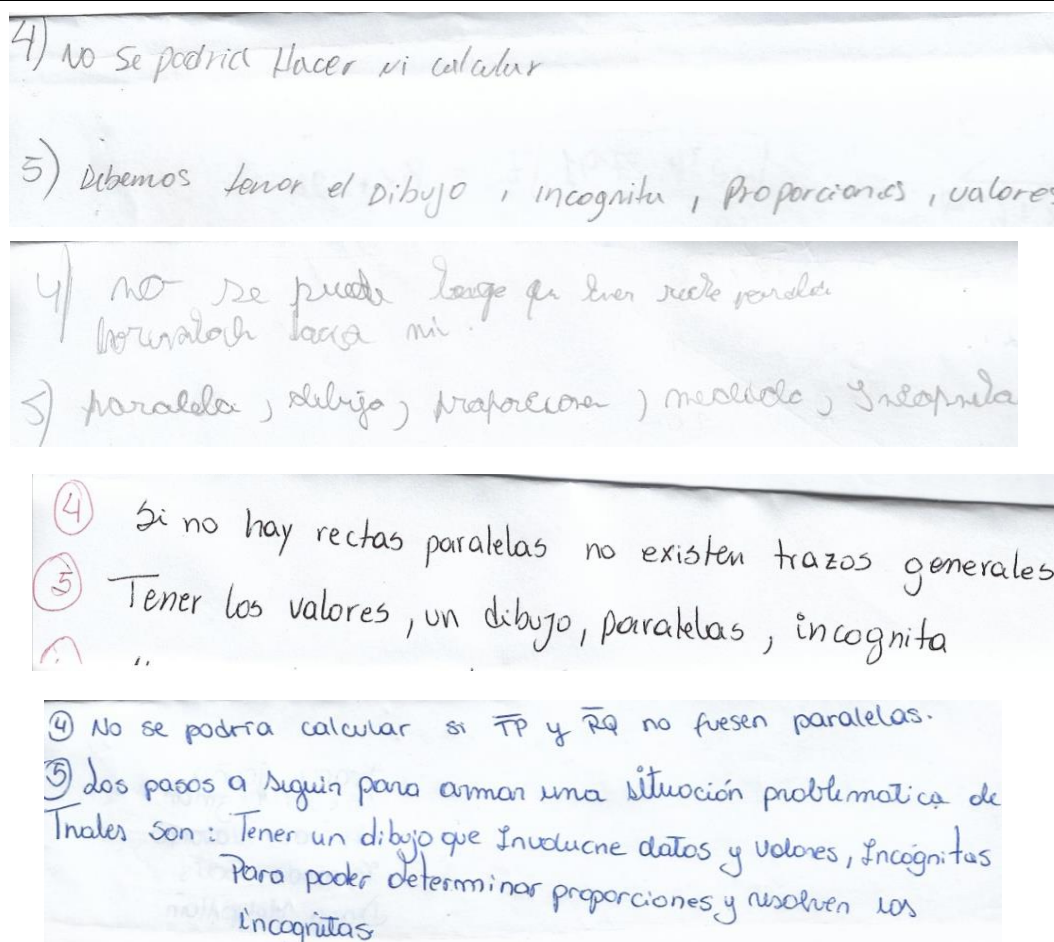 4) No Se podria Hacer ni calcular
5) Debemos tener el Dibujo, incognita, Proporciones, valores
4) no se puede
5) paralela, dibujo, proporcion, medida, Incognita
4 Si no hay rectas paralelas no existen trazos generales
5 Tener los valores, un dibujo, paralelas, incognita
4 No se podría calcular si T̅P̅ y R̅Q̅ no fuesen paralelas.
5 Los pasos a seguir para armar una situación problematica de
Thales son: Tener un dibujo que Involucre datos y valores, Incógnitas
Para poder determinar proporciones y resolver las
incognitas